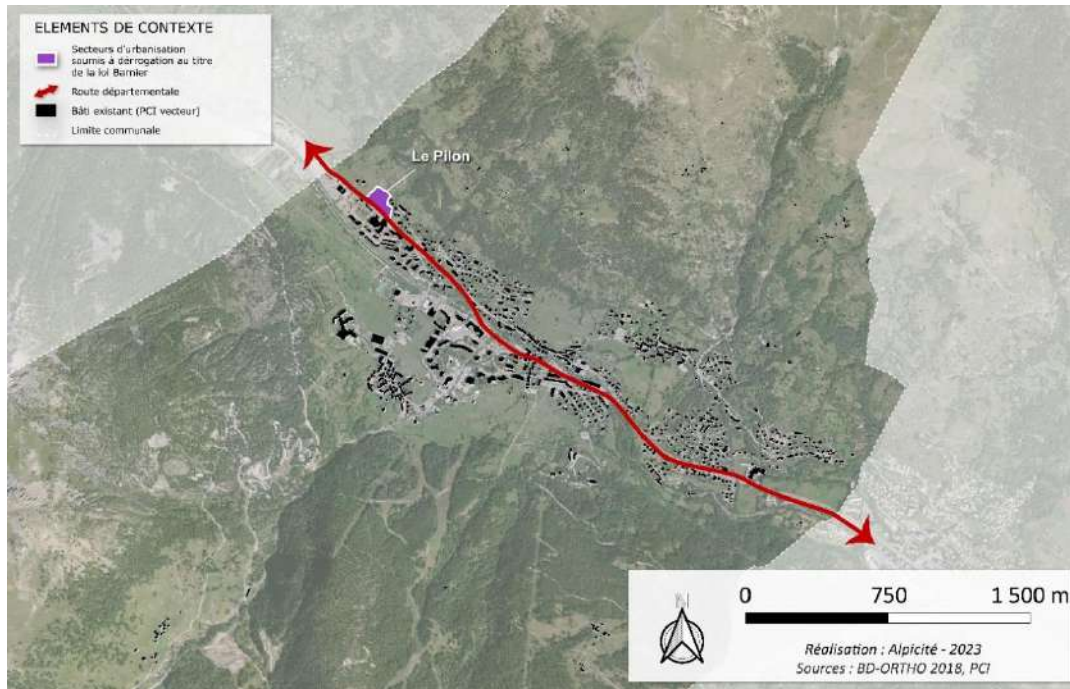 ELEMENTS DE CONTEXTE
Secteurs d'urbanisation
soumis à dérrogation au titre
de la loi Barnier
Route départementale
Bâti existant (PCI vecteur)
Limite communale
Le Pilon
N
0 750 1 500 m
Réalisation : Alpicité - 2023
Sources : BD-ORTHO 2018, PCI